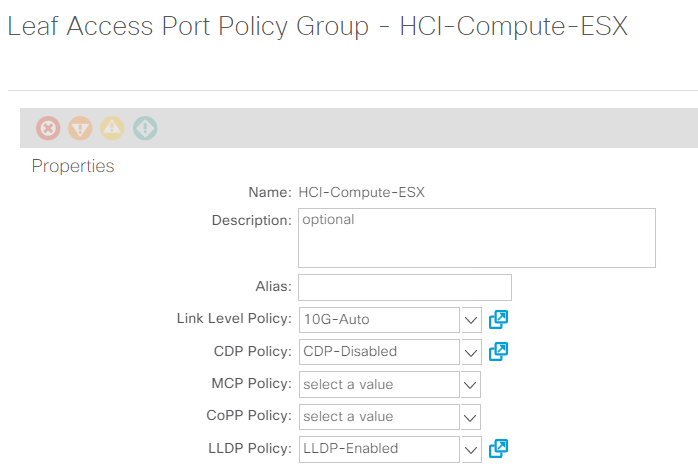 Leaf Access Port Policy Group - HCI-Compute-ESX
Properties
Name: HCI-Compute-ESX
Description: optional
Alias:
Link Level Policy: 10G-Auto
CDP Policy: CDP-Disabled
MCP Policy: select a value
CoPP Policy: select a value
LLDP Policy: LLDP-Enabled